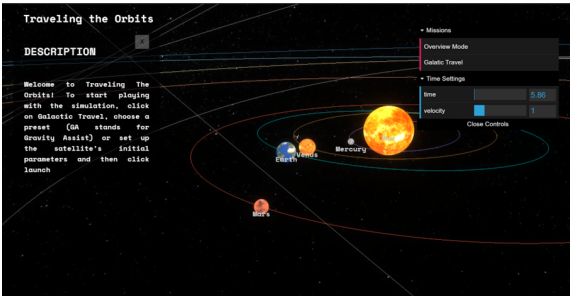 Traveling the Orbits
X
DESCRIPTION
Welcome to Traveling The
Orbits! To start playing
with the simulation, click
on Galactic Travel, choose a
preset (GA stands for
Gravity Assist) or set up
the satellite's initial
parameters and then click
launch
Missions
Overview Mode
Galatic Travel
Time Settings
time 5.86
velocity 1
Close Controls
Mercury
Venus
Earth
Mars